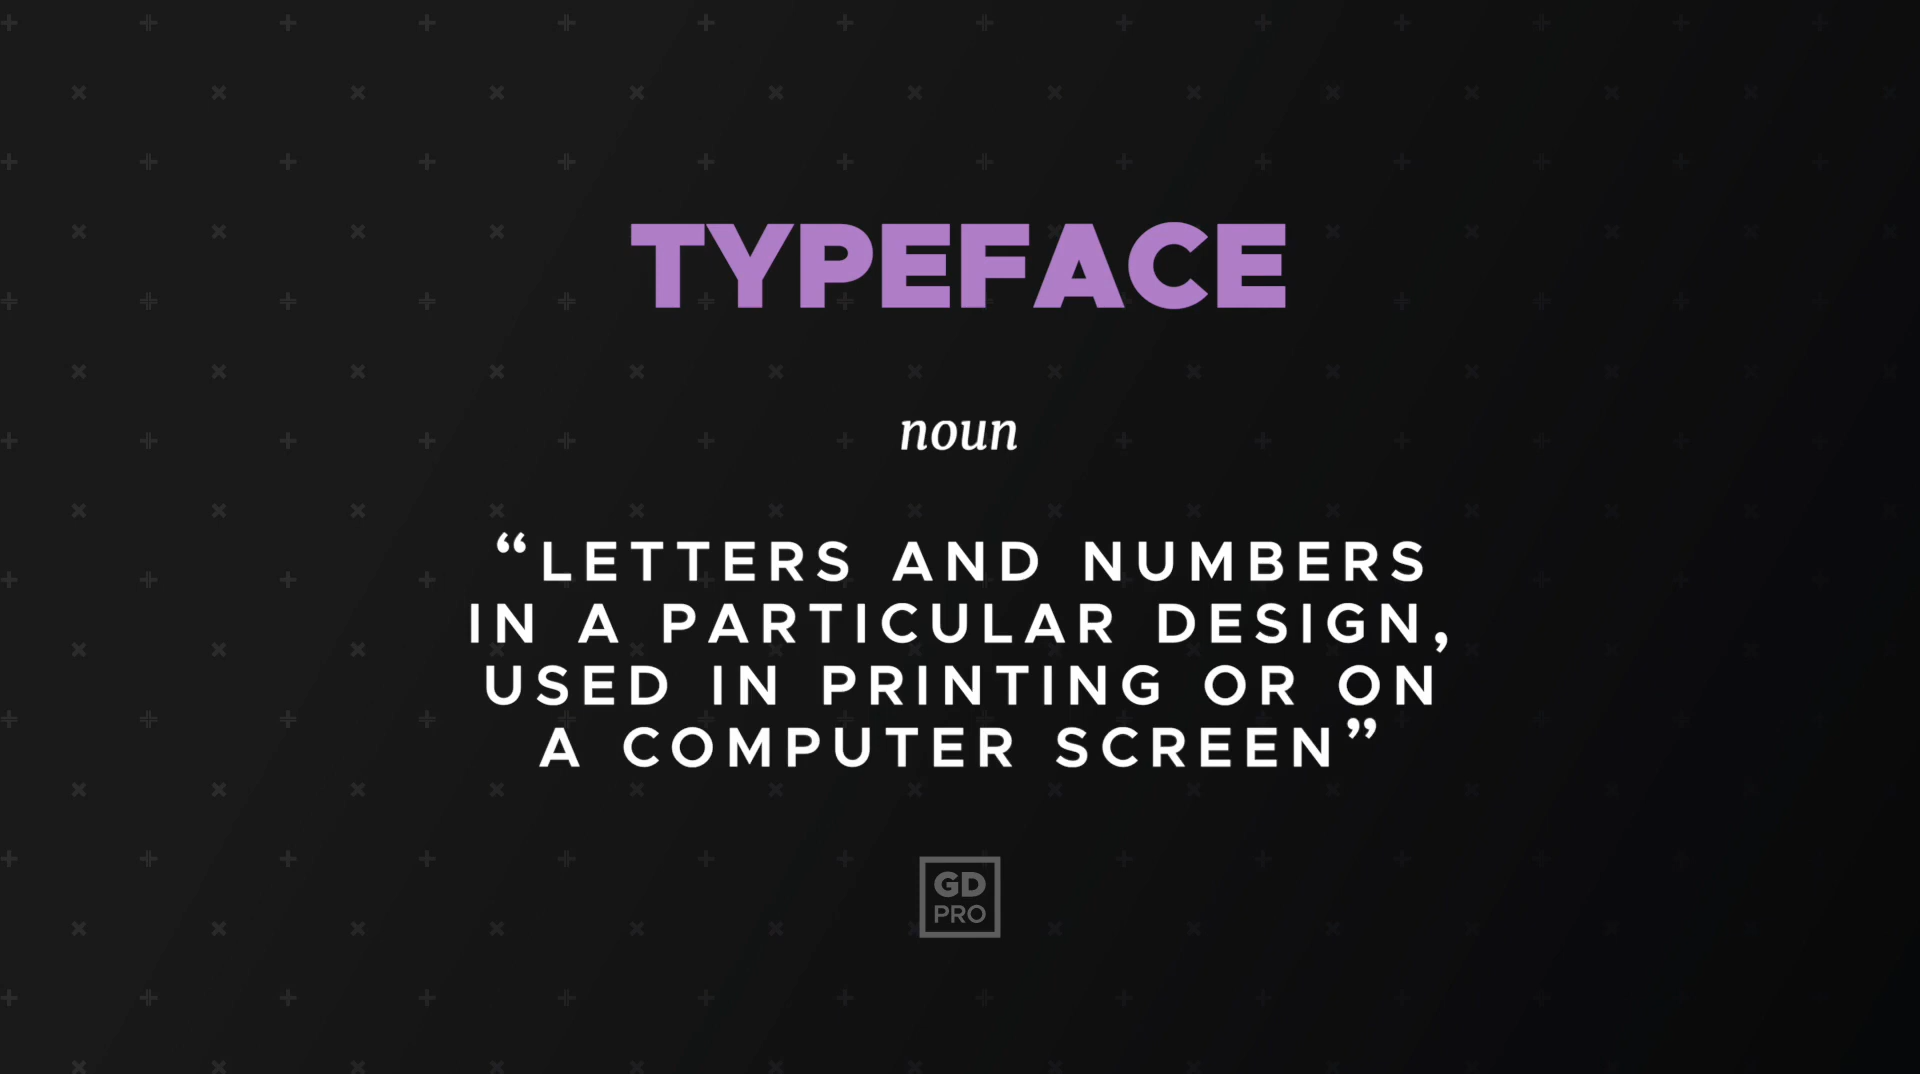 TYPEFACE
noun
“LETTERS AND NUMBERS
IN A PARTICULAR DESIGN,
USED IN PRINTING OR ON
A COMPUTER SCREEN”
GD
PRO